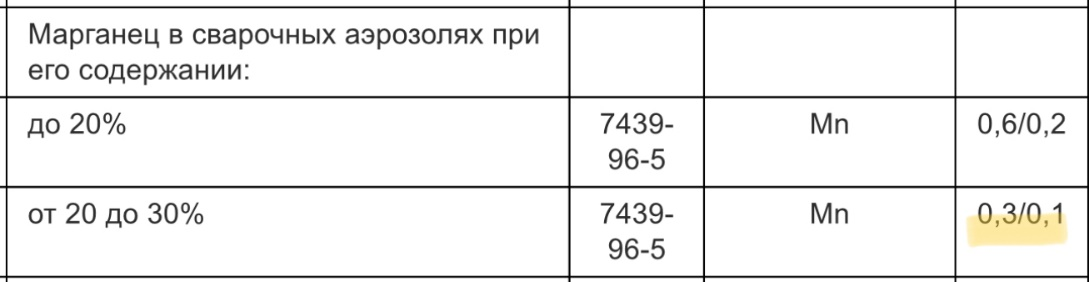 Марганец в сварочных аэрозолях при
его содержании:
до 20%
7439-
96-5
Mn
0,6/0,2
от 20 до 30%
7439-
96-5
Mn
0,3/0,1